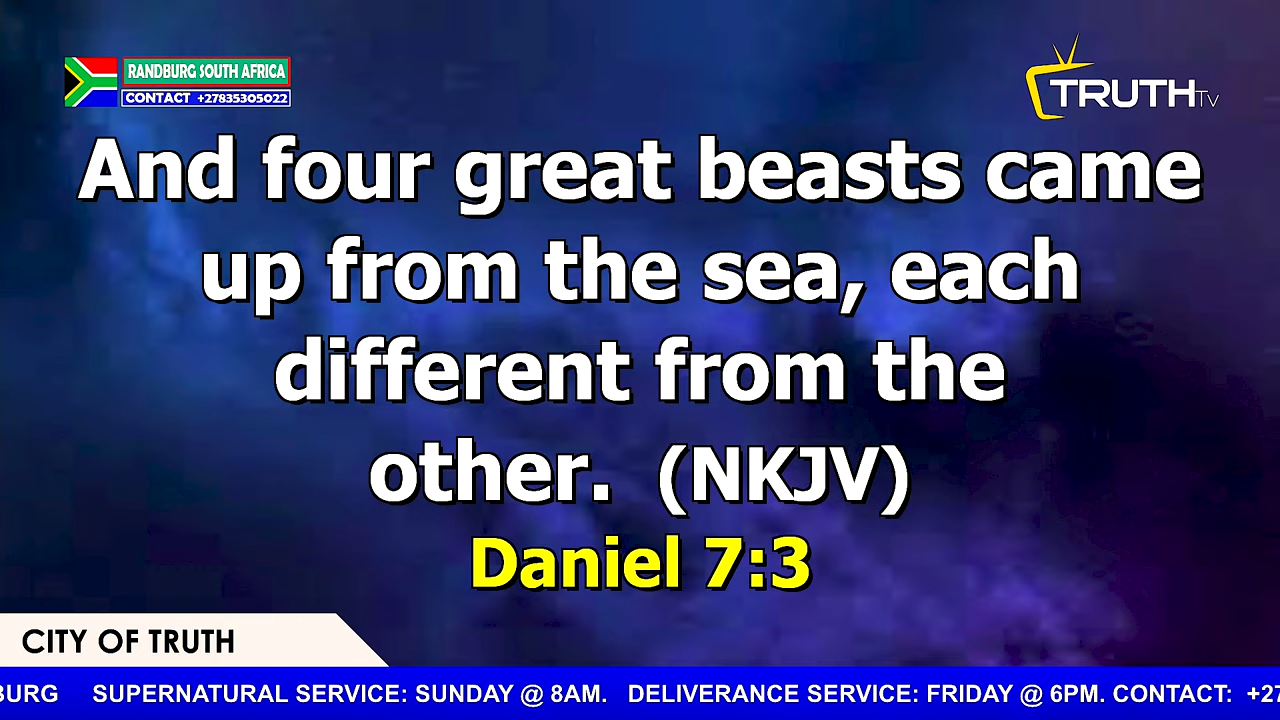 RANDBURG SOUTH AFRICA
CONTACT +27835305022
TRUTH TV
And four great beasts came
up from the sea, each
different from the
other. (NKJV)
Daniel 7:3
CITY OF TRUTH
BURG SUPERNATURAL SERVICE: SUNDAY @ 8AM. DELIVERANCE SERVICE: FRIDAY @ 6PM. CONTACT: +27